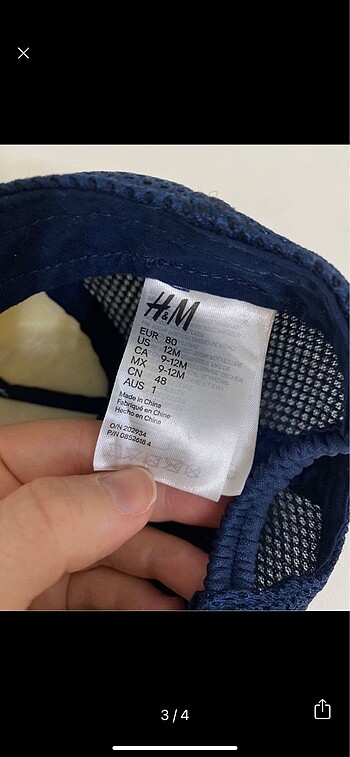 H&M
EUR 80
US 12M
CA 9-12M
MX 9-12M
CN 48
AUS 1
Made in China
Fabriqué en Chine
Hecho en China
O/N 202934
P/N D852618 4
3 / 4